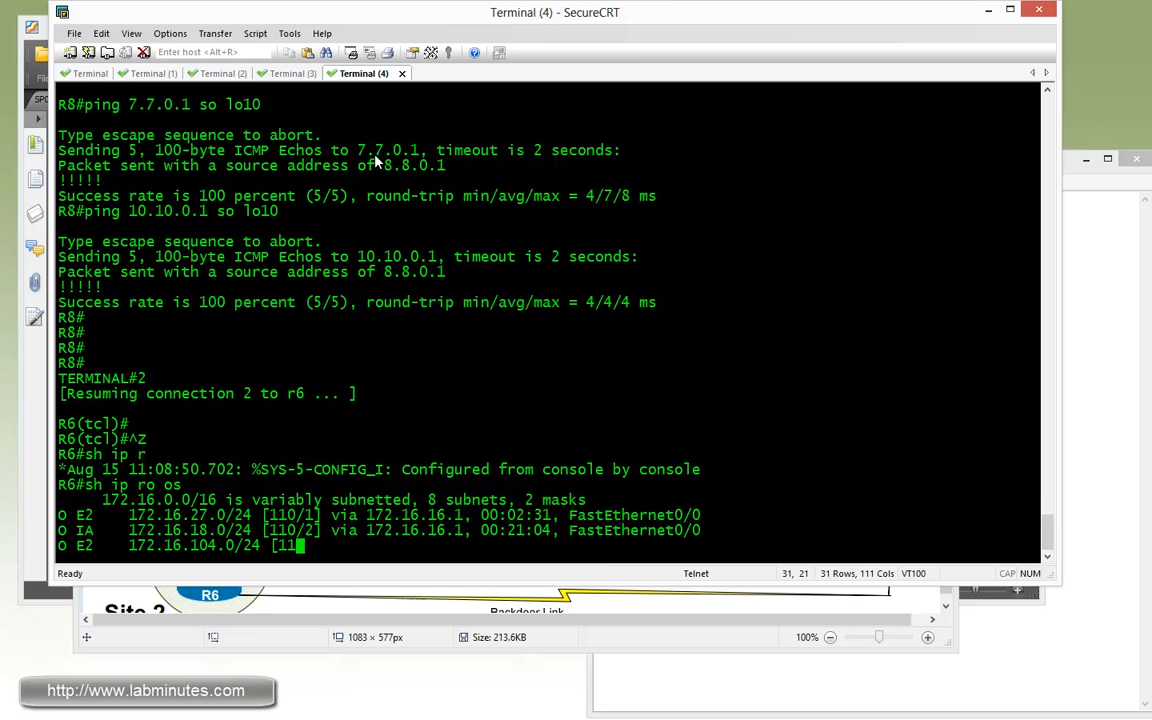 Terminal (4) - SecureCRT
File Edit View Options Transfer Script Tools Help
Enter host <Alt+R>
Terminal Terminal (1) Terminal (2) Terminal (3) Terminal (4)
R8#ping 7.7.0.1 so lo10
Type escape sequence to abort.
Sending 5, 100-byte ICMP Echos to 7.7.0.1, timeout is 2 seconds:
Packet sent with a source address of 8.8.0.1
!!!!!
Success rate is 100 percent (5/5), round-trip min/avg/max = 4/7/8 ms
R8#ping 10.10.0.1 so lo10
Type escape sequence to abort.
Sending 5, 100-byte ICMP Echos to 10.10.0.1, timeout is 2 seconds:
Packet sent with a source address of 8.8.0.1
!!!!!
Success rate is 100 percent (5/5), round-trip min/avg/max = 4/4/4 ms
R8#
R8#
R8#
R8#
TERMINAL#2
[Resuming connection 2 to r6 ... ]
R6(tcl)#
R6(tcl)#^Z
R6#sh ip r
*Aug 15 11:08:50.702: %SYS-5-CONFIG_I: Configured from console by console
R6#sh ip ro os
172.16.0.0/16 is variably subnetted, 8 subnets, 2 masks
O E2 172.16.27.0/24 [110/1] via 172.16.16.1, 00:02:31, FastEthernet0/0
O IA 172.16.18.0/24 [110/2] via 172.16.16.1, 00:21:04, FastEthernet0/0
O E2 172.16.104.0/24 [11
Ready Telnet 31, 21 31 Rows, 111 Cols VT100 CAP NUM
R6
Site 2
Backdoor Link
1083 × 577px Size: 213.6KB 100%
http://www.labminutes.com